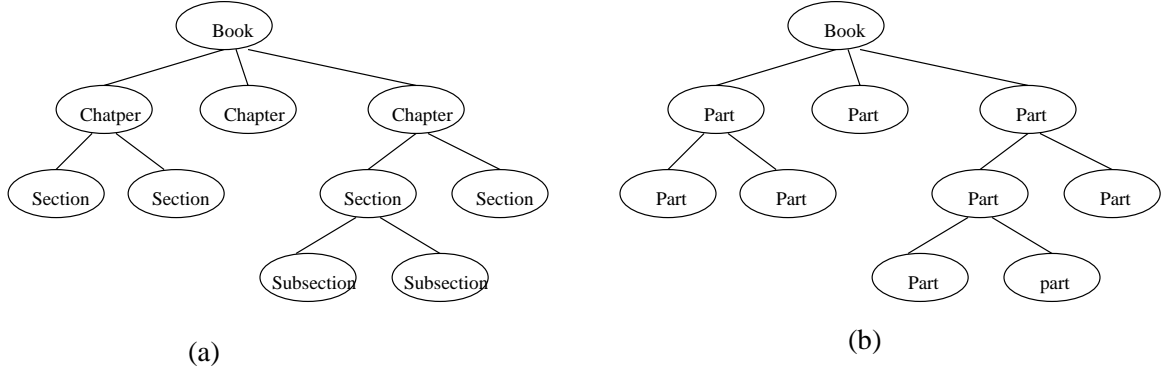 Book
Book
Chatper
Chapter
Chapter
Part
Part
Part
Section
Section
Section
Section
Part
Part
Part
Part
Subsection
Subsection
Part
part
(a)
(b)